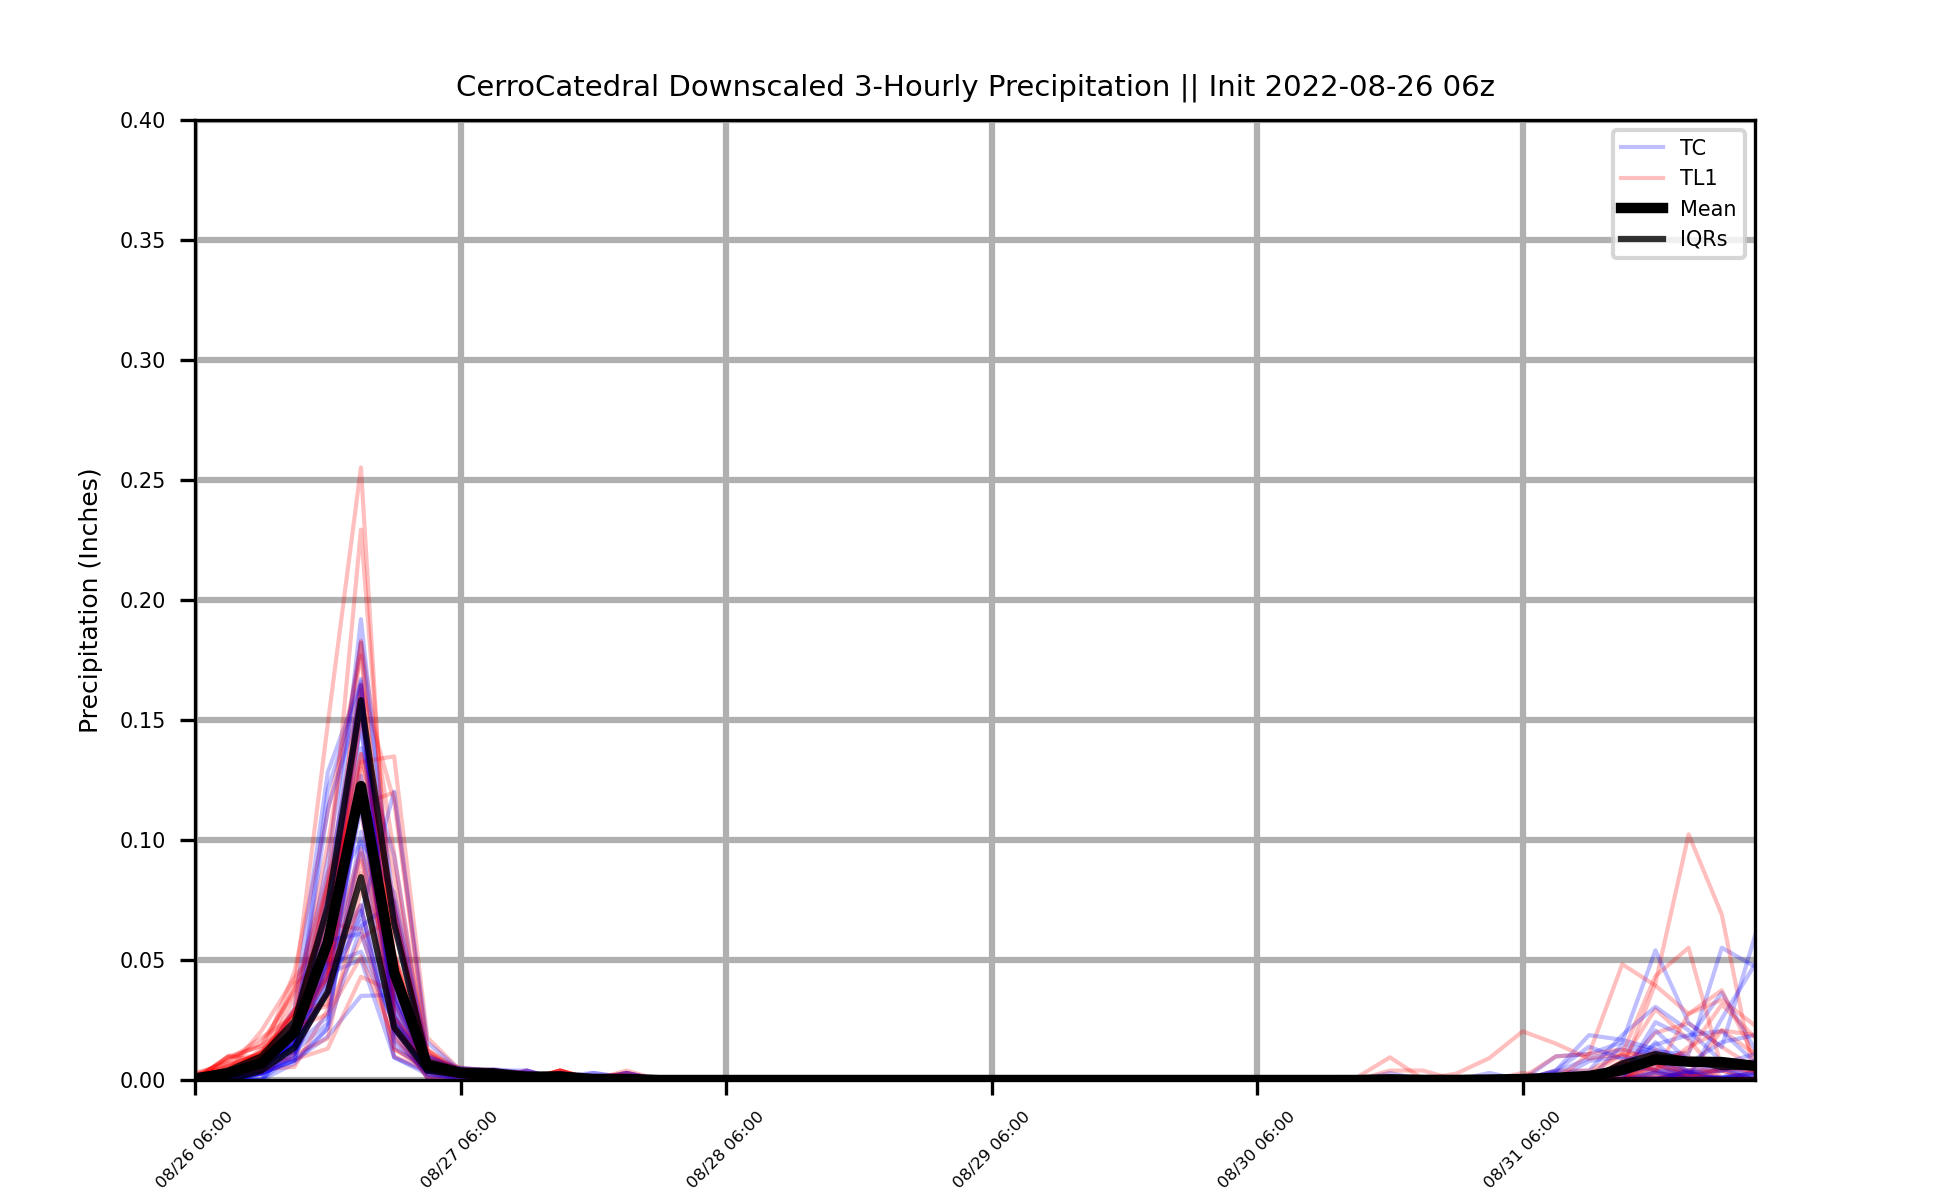 CerroCatedral Downscaled 3-Hourly Precipitation || Init 2022-08-26 06z
0.40
0.35
0.30
0.25
0.20
0.15
0.10
0.05
0.00
Precipitation (Inches)
TC
TL1
Mean
IQRs
08/26 06:00
08/27 06:00
08/28 06:00
08/29 06:00
08/30 06:00
08/31 06:00